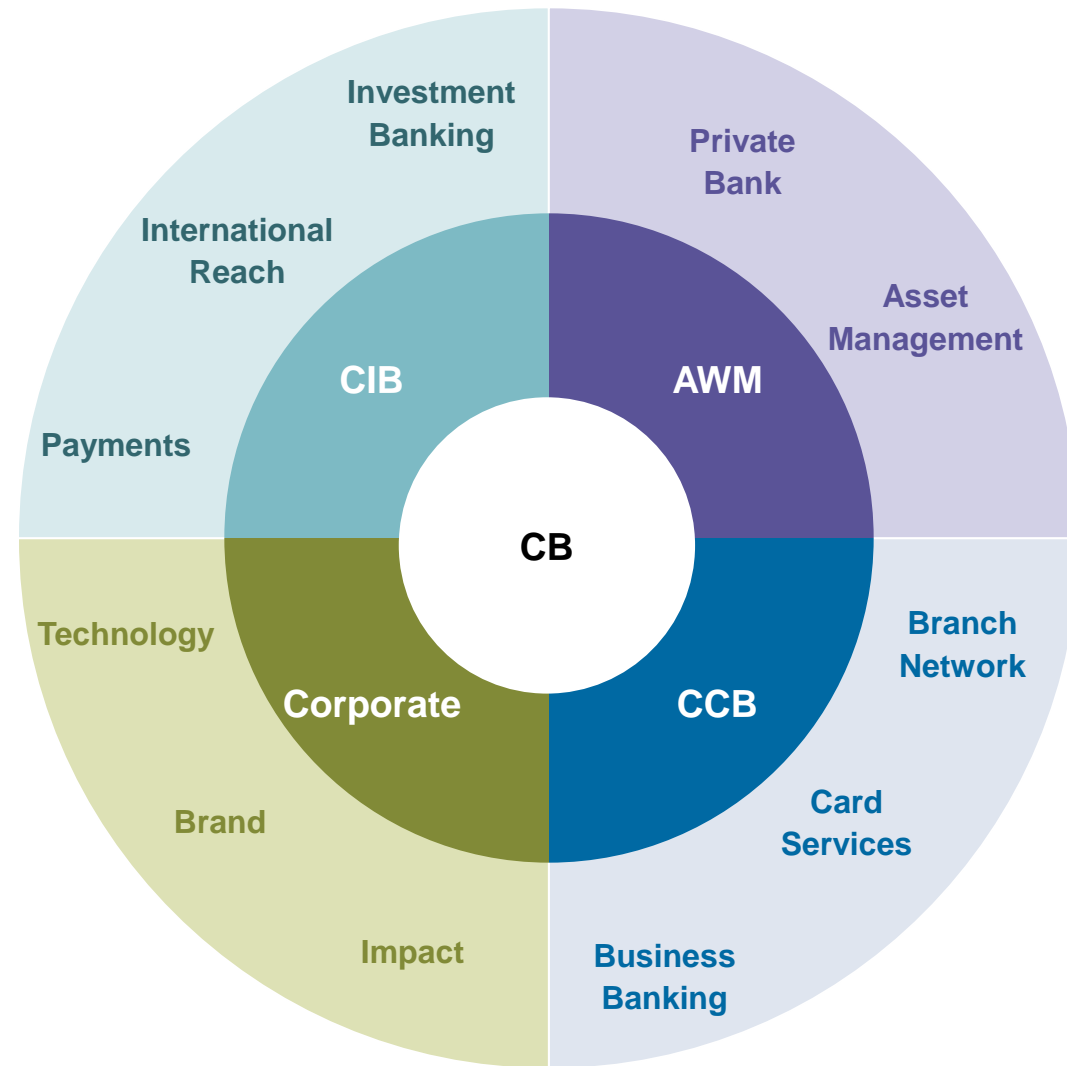 Investment
Banking
Private
Bank
International
Reach
Asset
Management
CIB
AWM
Payments
CB
Technology
Branch
Network
Corporate
CCB
Brand
Card
Services
Impact
Business
Banking